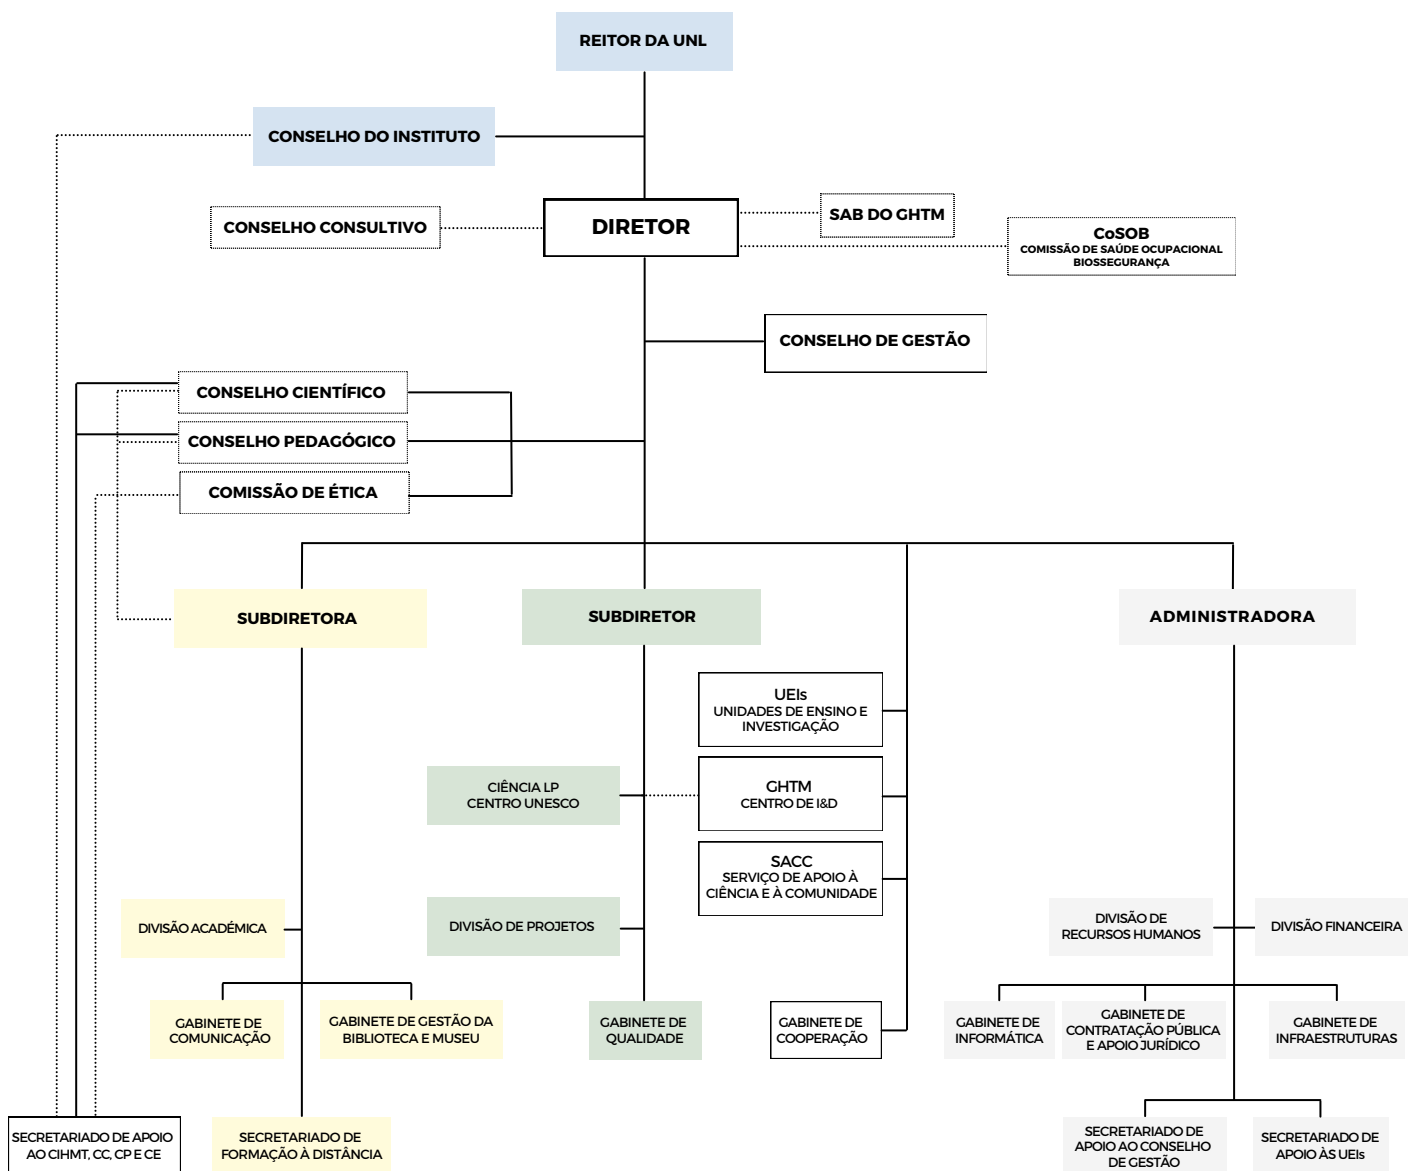 REITOR DA UNL
CONSELHO DO INSTITUTO
CONSELHO CONSULTIVO
DIRETOR
SAB DO GHTM
CoSOB
COMISSÃO DE SAÚDE OCUPACIONAL
BIOSSEGURANÇA
CONSELHO DE GESTÃO
CONSELHO CIENTÍFICO
CONSELHO PEDAGÓGICO
COMISSÃO DE ÉTICA
SUBDIRETORA
SUBDIRETOR
ADMINISTRADORA
UEIs
UNIDADES DE ENSINO E
INVESTIGAÇÃO
CIÊNCIA LP
CENTRO UNESCO
GHTM
CENTRO DE I&D
SACC
SERVIÇO DE APOIO À
CIÊNCIA E À COMUNIDADE
DIVISÃO ACADÉMICA
DIVISÃO DE PROJETOS
DIVISÃO DE
RECURSOS HUMANOS
DIVISÃO FINANCEIRA
GABINETE DE
COMUNICAÇÃO
GABINETE DE GESTÃO DA
BIBLIOTECA E MUSEU
GABINETE DE
QUALIDADE
GABINETE DE
COOPERAÇÃO
GABINETE DE
INFORMÁTICA
GABINETE DE
CONTRATAÇÃO PÚBLICA
E APOIO JURÍDICO
GABINETE DE
INFRAESTRUTURAS
SECRETARIADO DE APOIO
AO CIHMT, CC, CP E CE
SECRETARIADO DE
FORMAÇÃO À DISTÂNCIA
SECRETARIADO DE
APOIO AO CONSELHO
DE GESTÃO
SECRETARIADO DE
APOIO ÀS UEIs